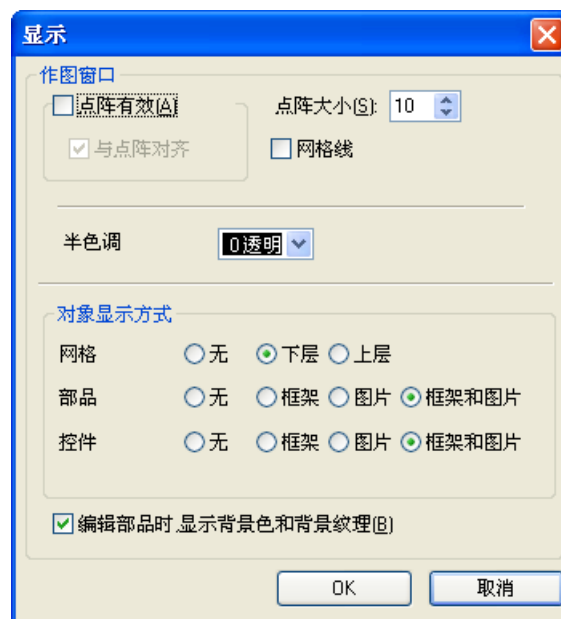 显示
作图窗口
点阵有效(A) 点阵大小(S): 10
与点阵对齐 网格线
半色调 0透明
对象显示方式
网格 无 下层 上层
部品 无 框架 图片 框架和图片
控件 无 框架 图片 框架和图片
编辑部品时,显示背景色和背景纹理(B)
OK 取消